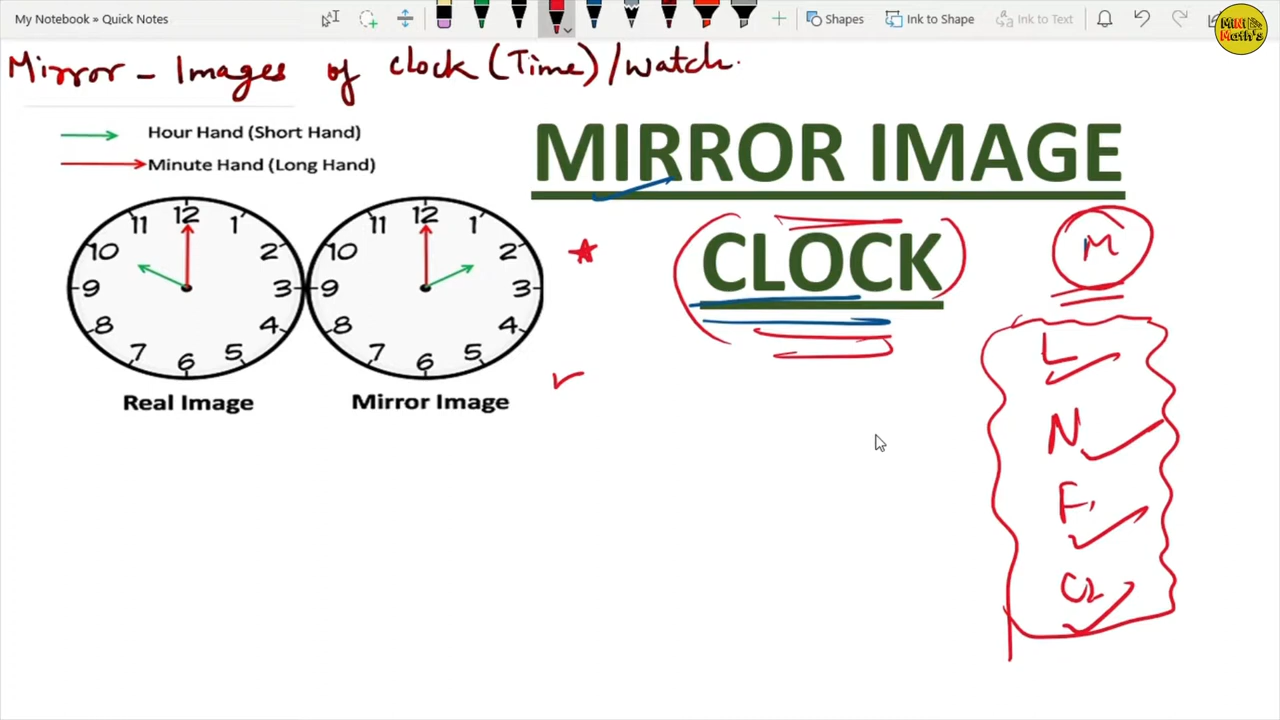 My Notebook » Quick Notes
Shapes
Ink to Shape
Ink to Text
MINI
Math's
Mirror - Images of clock (Time) / watch.
Hour Hand (Short Hand)
Minute Hand (Long Hand)
MIRROR IMAGE
CLOCK
M
12
11
1
10
2
9
3
8
4
7
5
6
12
11
1
10
2
9
3
8
4
7
5
6
Real Image
Mirror Image
L
N
F